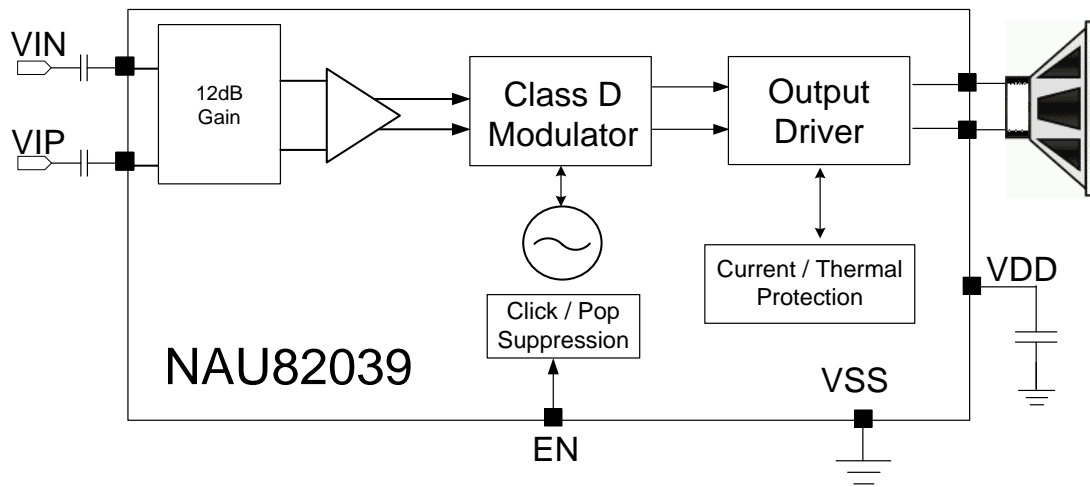 VIN
12dB
Gain
Class D
Modulator
Output
Driver
VIP
Current / Thermal
Protection
VDD
Click / Pop
Suppression
NAU82039
VSS
EN